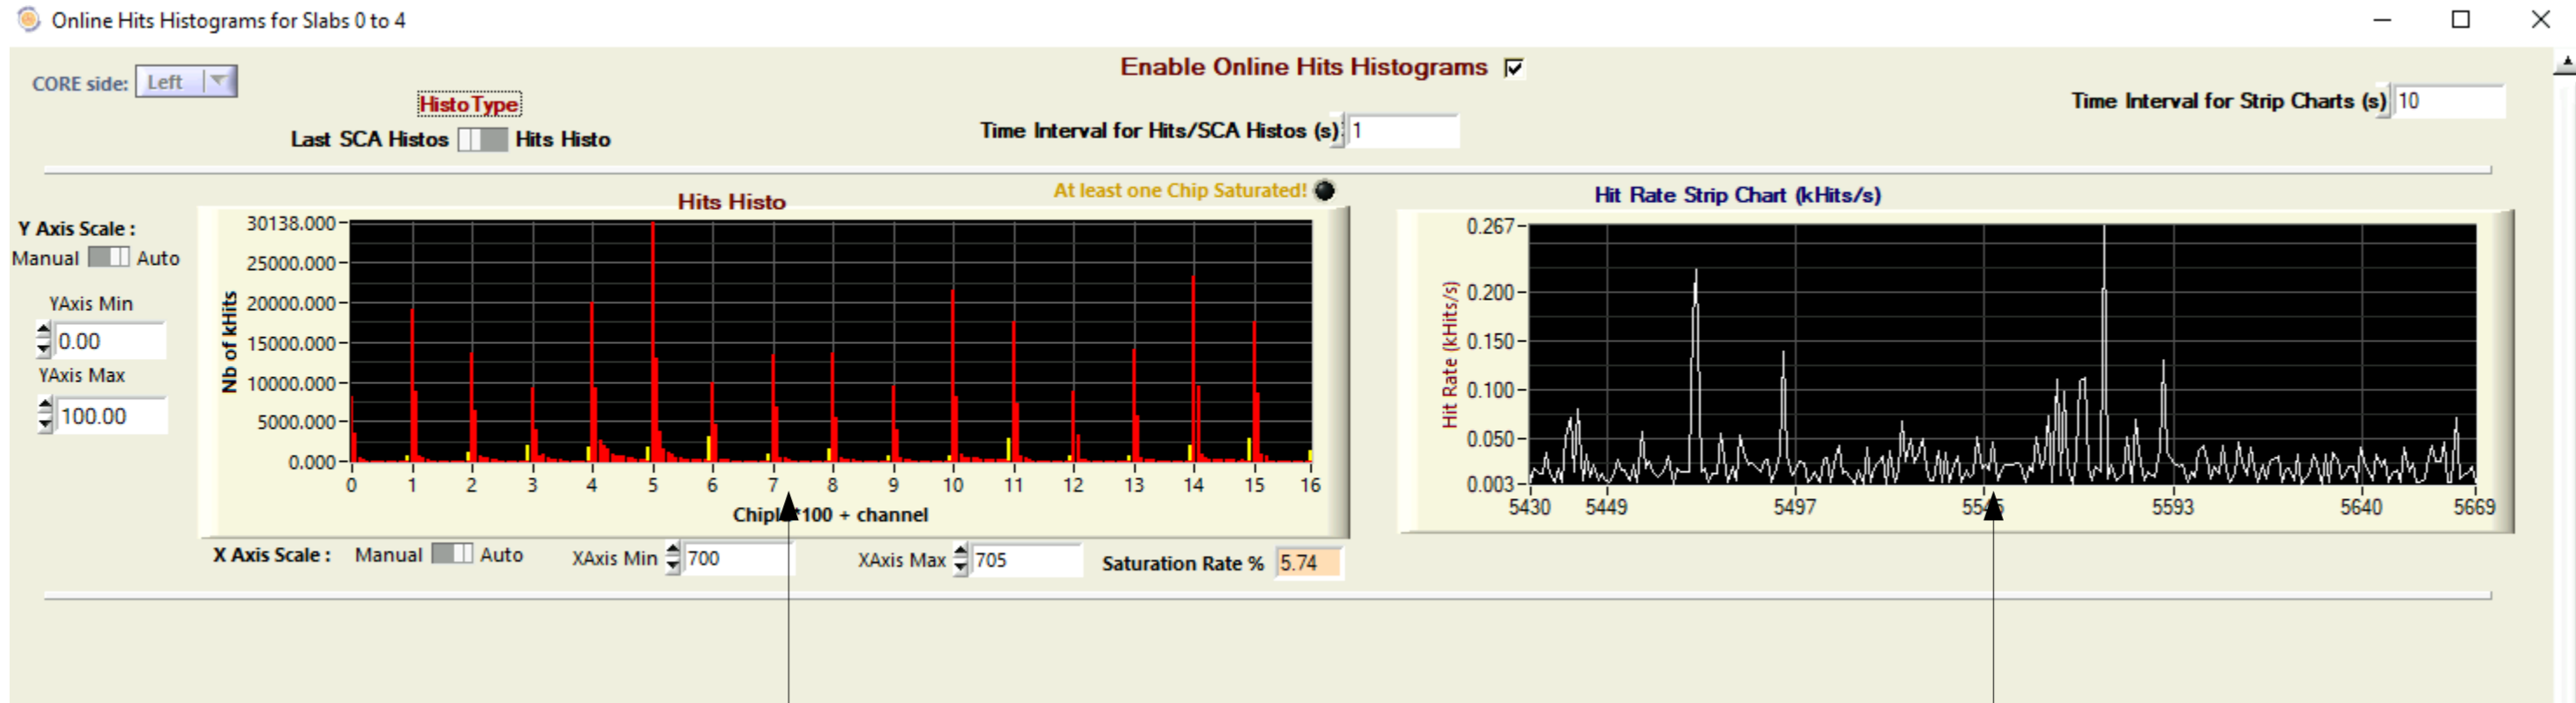 Online Hits Histograms for Slabs 0 to 4
Enable Online Hits Histograms
CORE side: Left
HistoType
Time Interval for Strip Charts (s) 10
Last SCA Histos Hits Histo
Time Interval for Hits/SCA Histos (s) 1
At least one Chip Saturated!
Hits Histo
Hit Rate Strip Chart (kHits/s)
Y Axis Scale :
Manual Auto
YAxis Min
0.00
YAxis Max
100.00
Nb of kHits
30138.000
25000.000
20000.000
15000.000
10000.000
5000.000
0.000
0 1 2 3 4 5 6 7 8 9 10 11 12 13 14 15 16
*100 + channel
Hit Rate (kHits/s)
0.267
0.200
0.150
0.100
0.050
0.003
5430 5449 5497 5593 5640 5669
X Axis Scale : Manual Auto XAxis Min 700 XAxis Max 705 Saturation Rate % 5.74